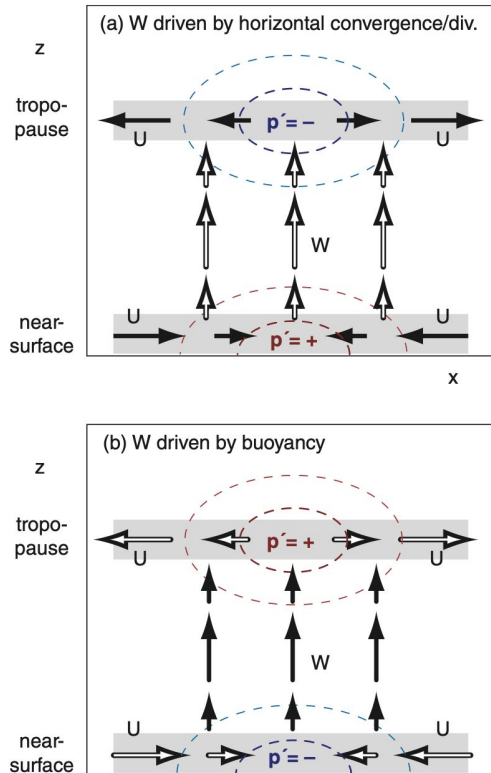 (a) W driven by horizontal convergence/div.
z
tropo-
pause
p´= –
U
U
W
near-
surface
U
U
p´= +
x
(b) W driven by buoyancy
z
tropo-
pause
p´= +
U
U
W
near-
surface
U
U
p´= –